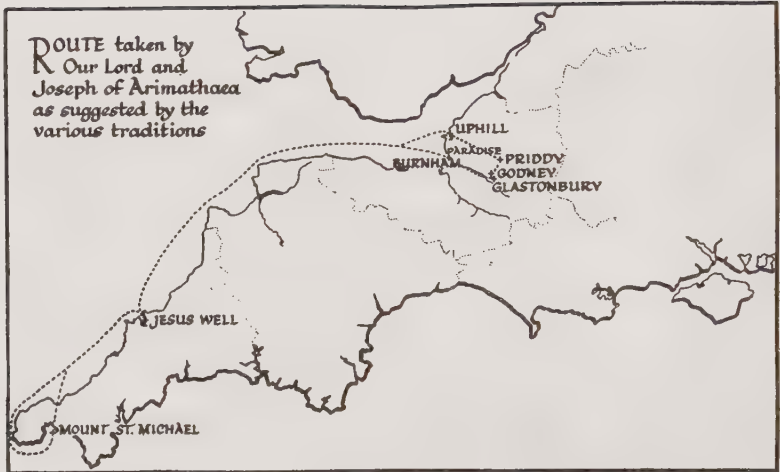 ROUTE taken by
Our Lord and
Joseph of Arimathaea
as suggested by the
various traditions
UPHILL
PARADISE
BURNHAM
PRIDDY
GODNEY
GLASTONBURY
JESUS WELL
MOUNT ST. MICHAEL